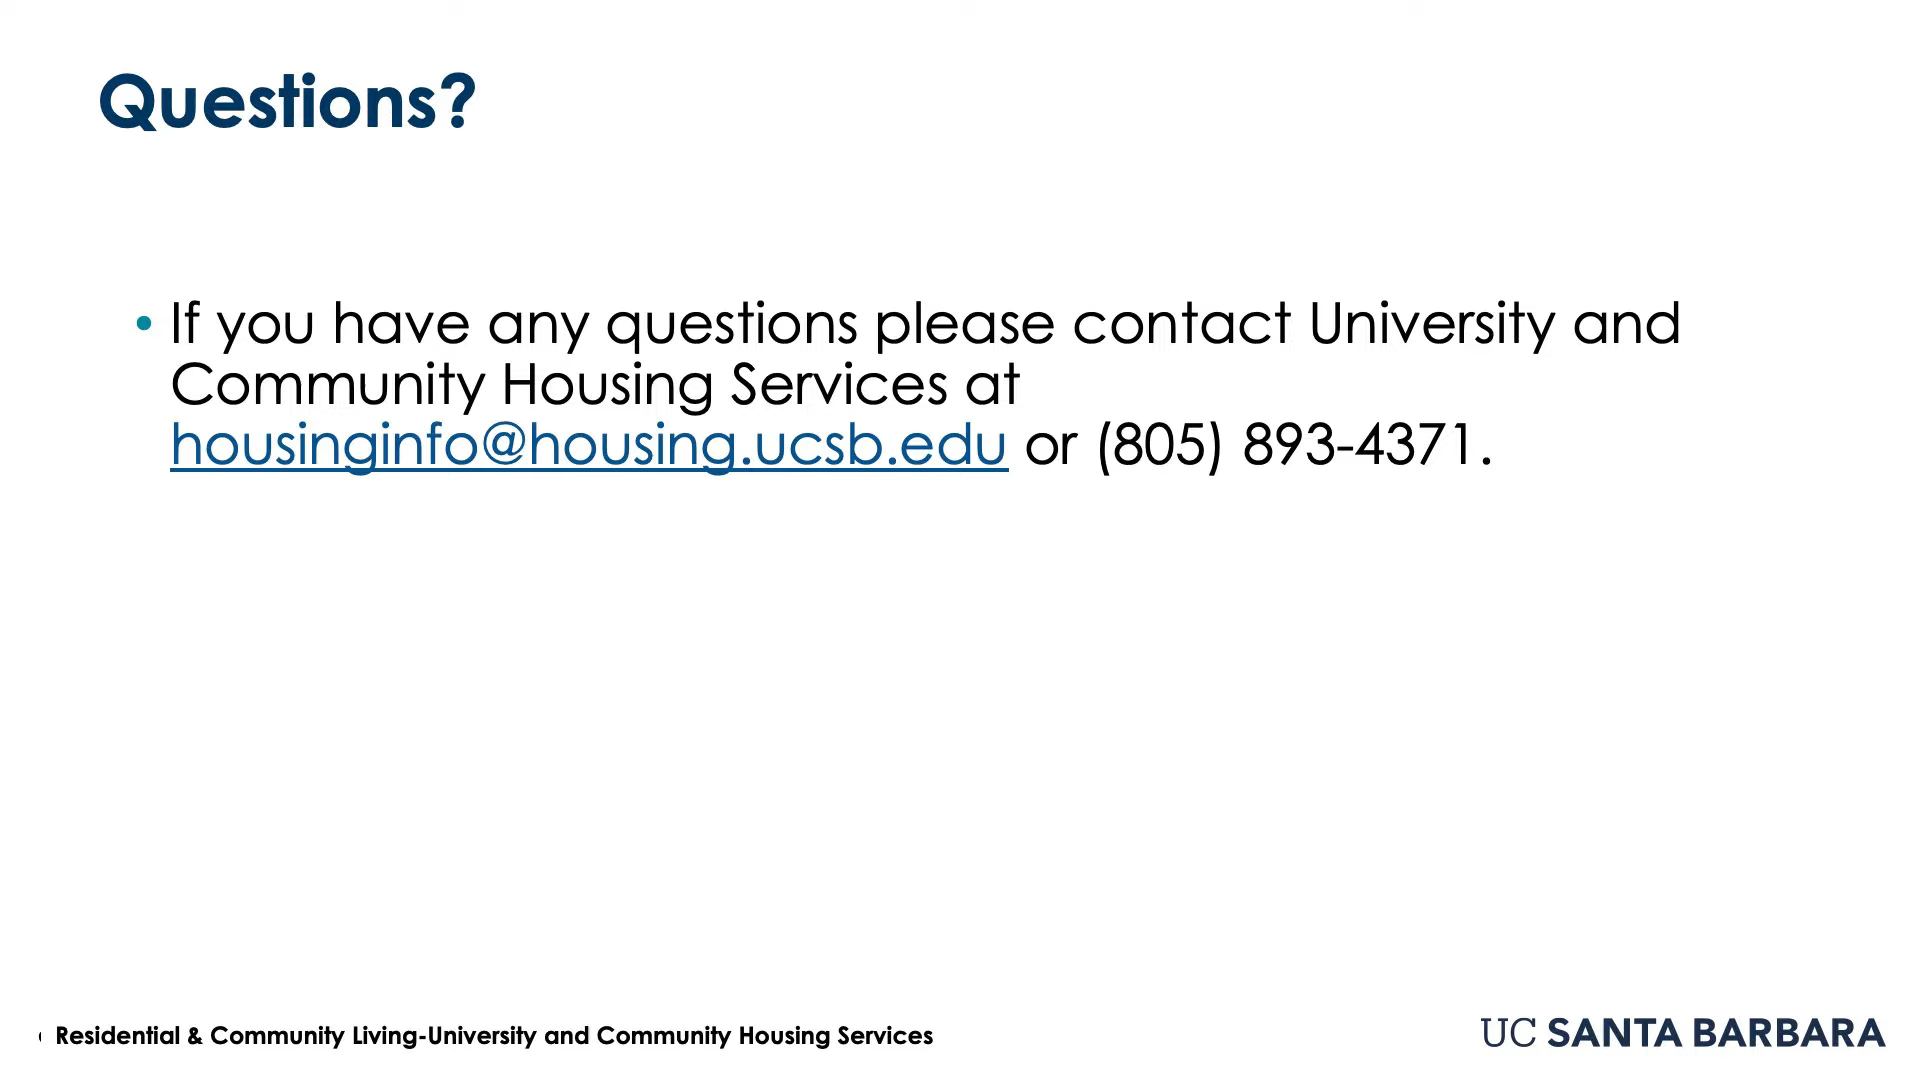 Questions?
• If you have any questions please contact University and
Community Housing Services at
housinginfo@housing.ucsb.edu or (805) 893-4371.
Residential & Community Living-University and Community Housing Services
UC SANTA BARBARA